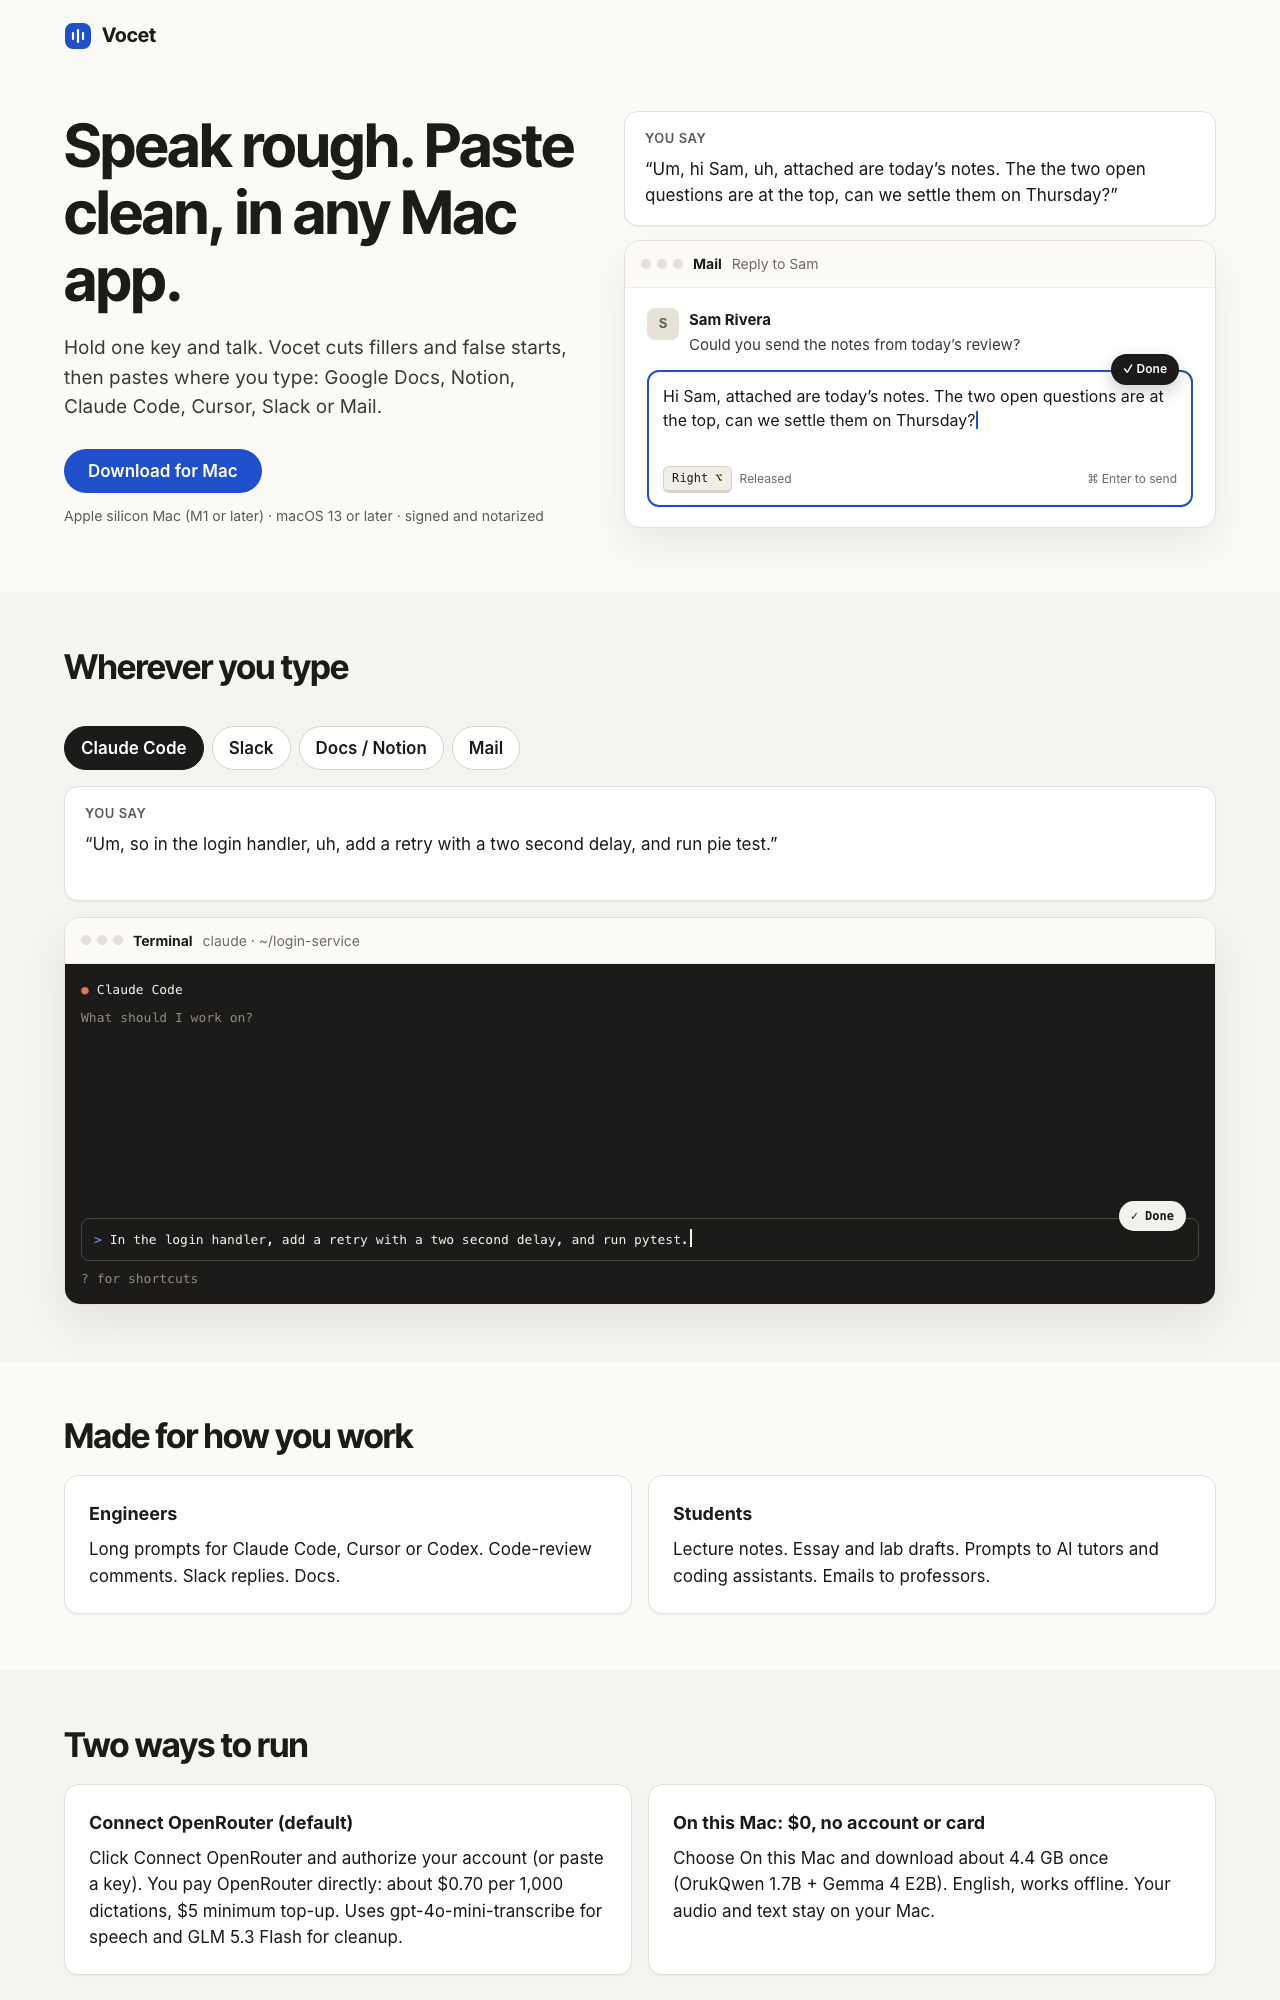 Vocet
Speak rough. Paste
clean, in any Mac
app.
Hold one key and talk. Vocet cuts fillers and false starts,
then pastes where you type: Google Docs, Notion,
Claude Code, Cursor, Slack or Mail.
Download for Mac
Apple silicon Mac (M1 or later) · macOS 13 or later · signed and notarized
YOU SAY
“Um, hi Sam, uh, attached are today’s notes. The the two open
questions are at the top, can we settle them on Thursday?”
Mail Reply to Sam
S
Sam Rivera
Could you send the notes from today’s review?
✓ Done
Hi Sam, attached are today’s notes. The two open questions are at
the top, can we settle them on Thursday?
Right ⌥ Released ⌘ Enter to send
Wherever you type
Claude Code Slack Docs / Notion Mail
YOU SAY
“Um, so in the login handler, uh, add a retry with a two second delay, and run pie test.”
Terminal claude · ~/login-service
● Claude Code
What should I work on?
✓ Done
> In the login handler, add a retry with a two second delay, and run pytest.
? for shortcuts
Made for how you work
Engineers
Long prompts for Claude Code, Cursor or Codex. Code-review
comments. Slack replies. Docs.
Students
Lecture notes. Essay and lab drafts. Prompts to AI tutors and
coding assistants. Emails to professors.
Two ways to run
Connect OpenRouter (default)
Click Connect OpenRouter and authorize your account (or paste
a key). You pay OpenRouter directly: about $0.70 per 1,000
dictations, $5 minimum top-up. Uses gpt-4o-mini-transcribe for
speech and GLM 5.3 Flash for cleanup.
On this Mac: $0, no account or card
Choose On this Mac and download about 4.4 GB once
(OrukQwen 1.7B + Gemma 4 E2B). English, works offline. Your
audio and text stay on your Mac.